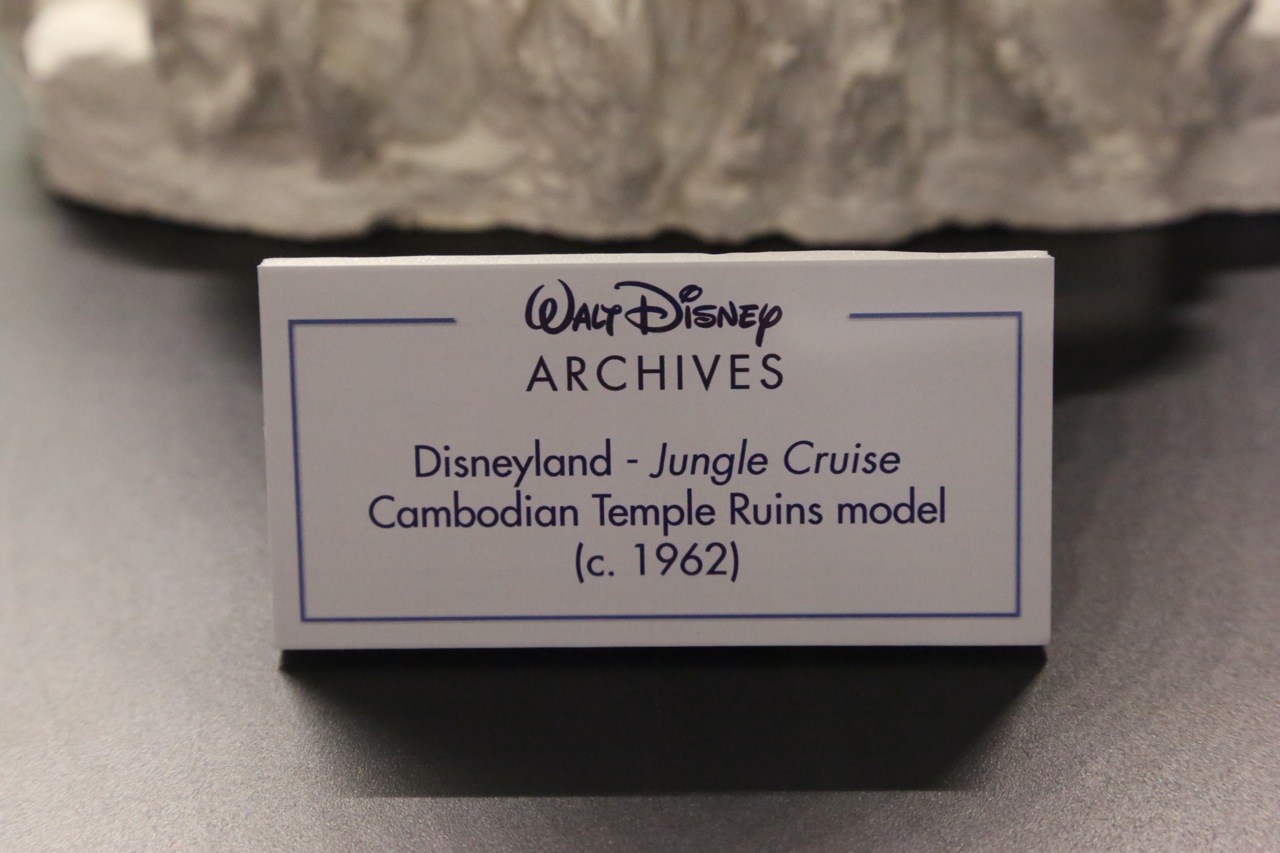 Walt Disney
ARCHIVES
Disneyland - Jungle Cruise
Cambodian Temple Ruins model
(c. 1962)